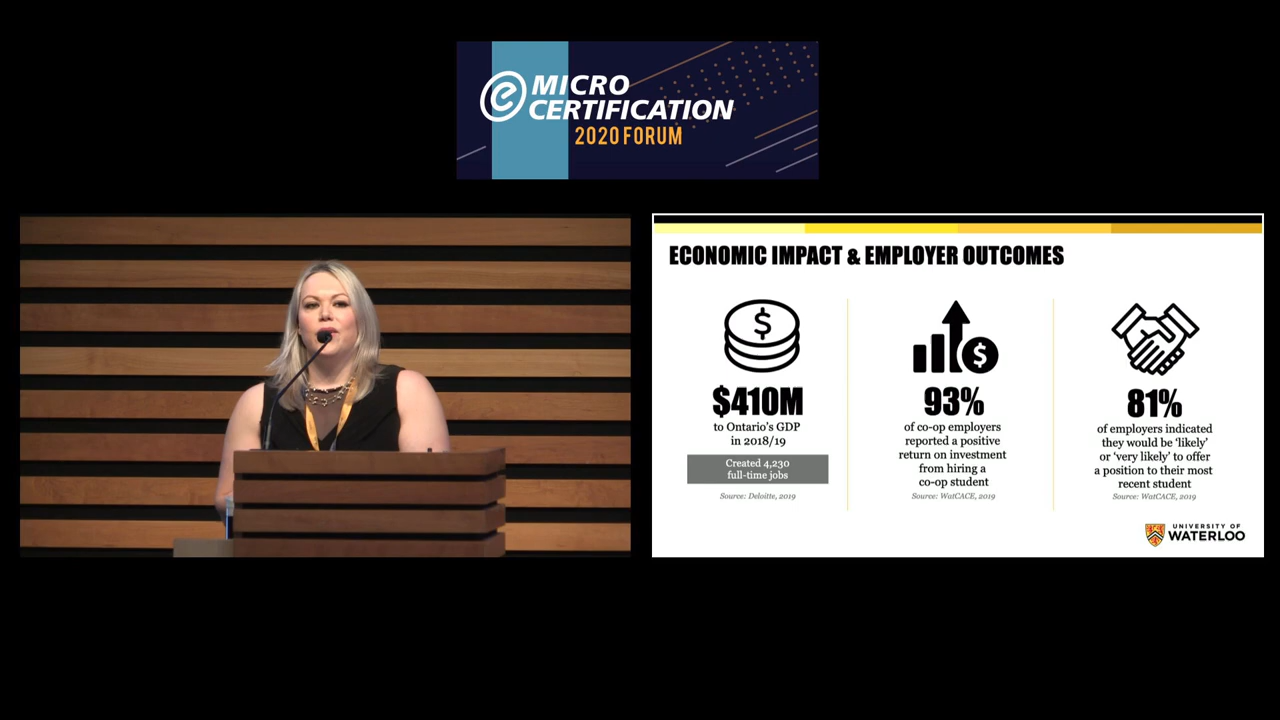 MICRO
CERTIFICATION
2020 FORUM
ECONOMIC IMPACT & EMPLOYER OUTCOMES
$410M
to Ontario's GDP
in 2018/19
Created 4,230
full-time jobs
Source: Deloitte, 2019
93%
of co-op employers
reported a positive
return on investment
from hiring a
co-op student
Source: WatCACE, 2019
81%
of employers indicated
they would be 'likely'
or 'very likely' to offer
a position to their most
recent student
Source: WatCACE, 2019
UNIVERSITY OF
WATERLOO